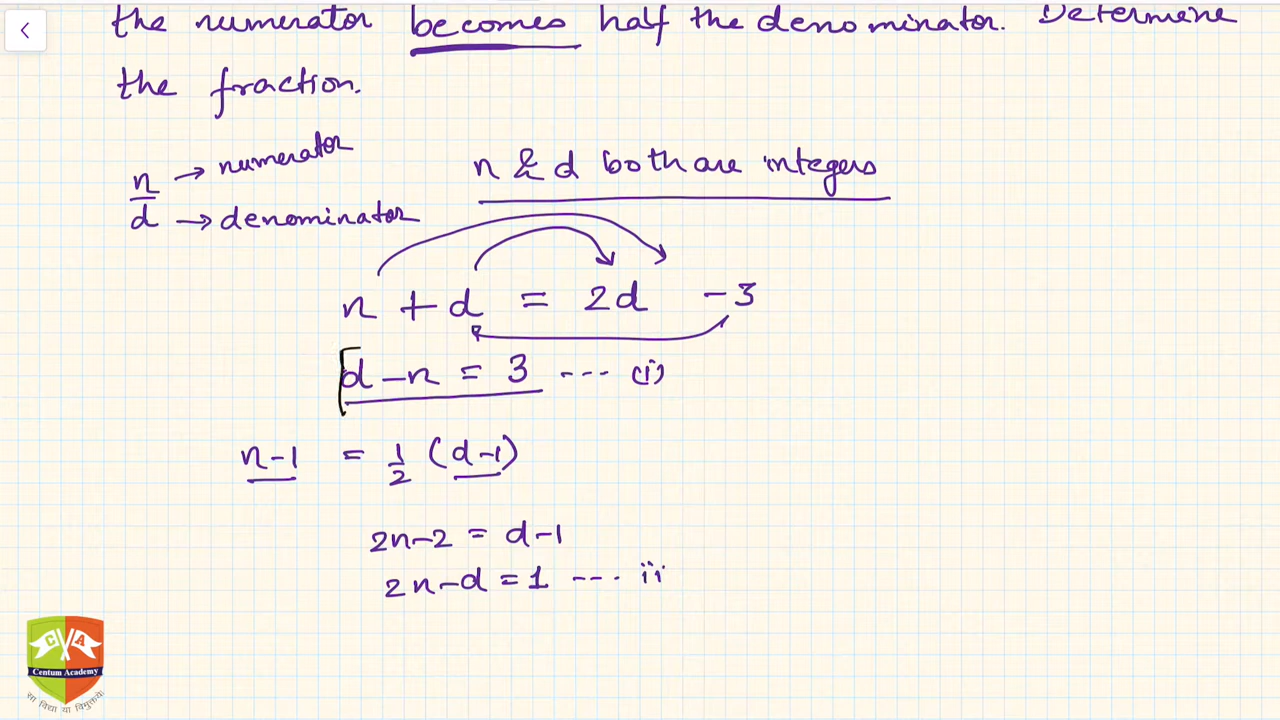 the numerator becomes half the denominator. Determine
the fraction.
n/d → numerator
→ denominator
n & d both are integers
n + d = 2d - 3
d - n = 3 --- (i)
n-1 = 1/2 (d-1)
2n-2 = d-1
2n-d = 1 --- ii
C A
Centum Academy
सा विद्या या विमुक्तये